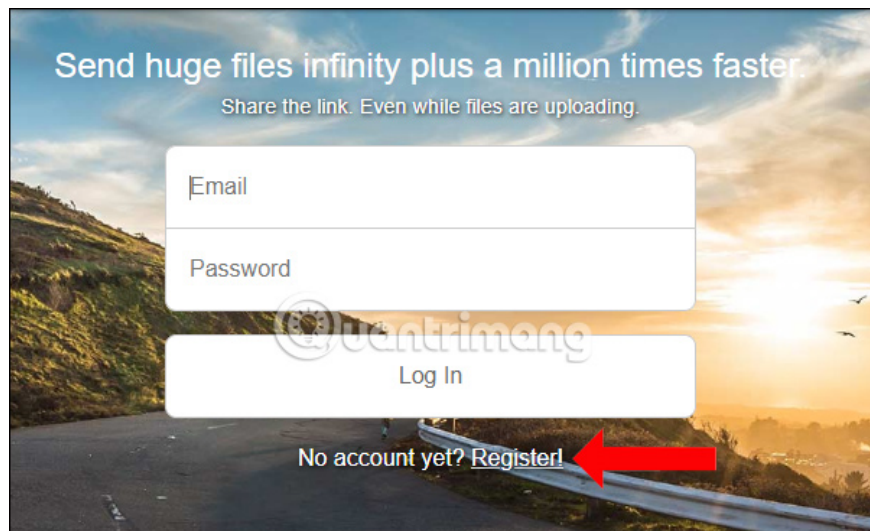 Send huge files infinity plus a million times faster.
Share the link. Even while files are uploading.
Email
Password
Quantrimang
Log In
No account yet? Register!